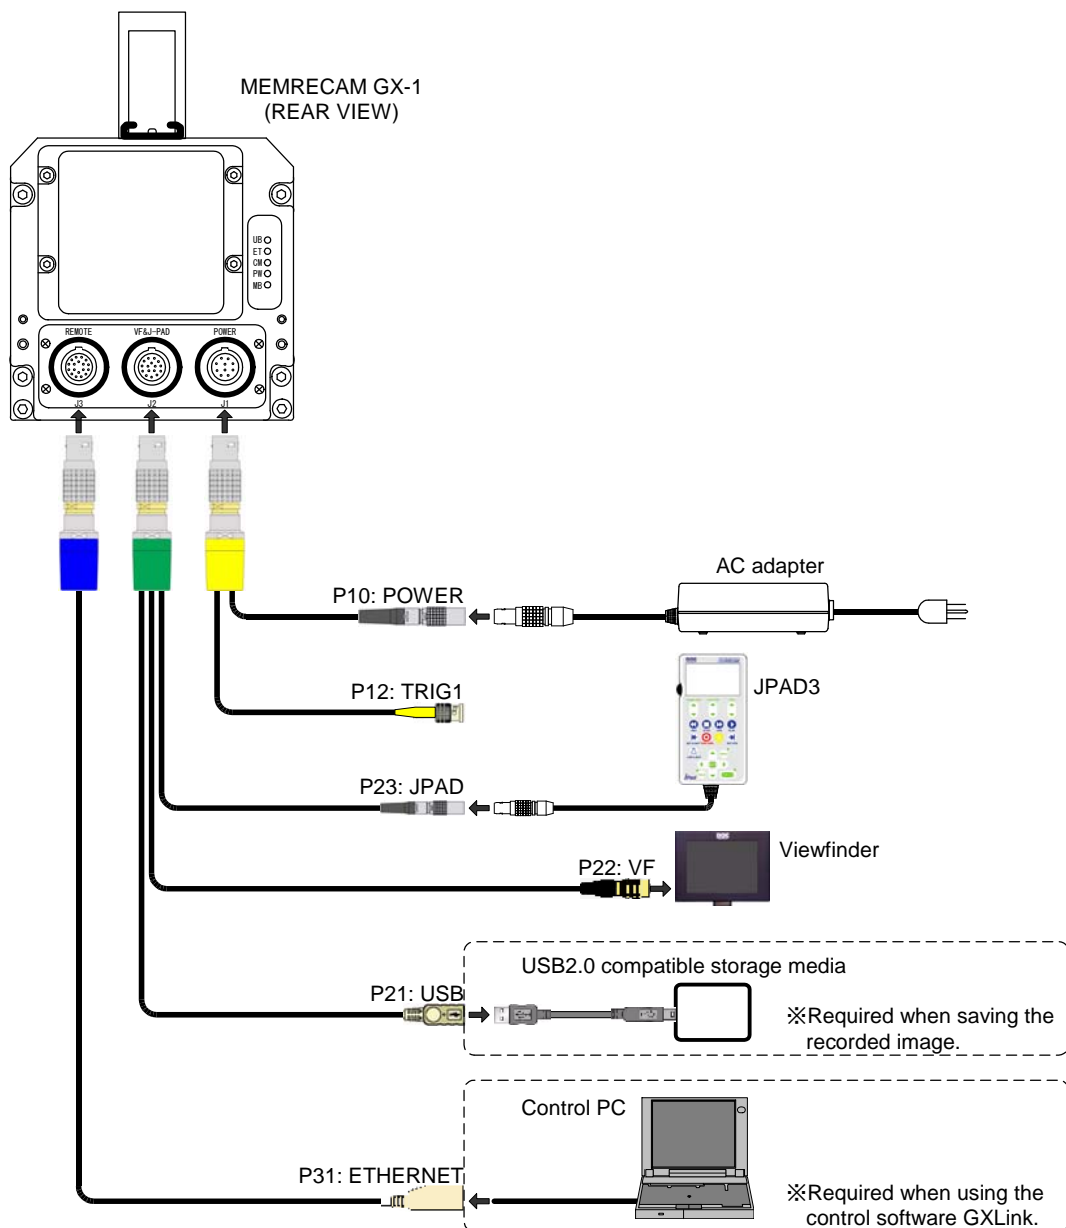 MEMRECAM GX-1
(REAR VIEW)
UB
ET
CM
PW
MB
REMOTE
VF&J-PAD
POWER
J3
J2
J1
AC adapter
P10: POWER
JPAD3
P12: TRIG1
P23: JPAD
Viewfinder
P22: VF
USB2.0 compatible storage media
P21: USB
※Required when saving the
recorded image.
Control PC
P31: ETHERNET
※Required when using the
control software GXLink.